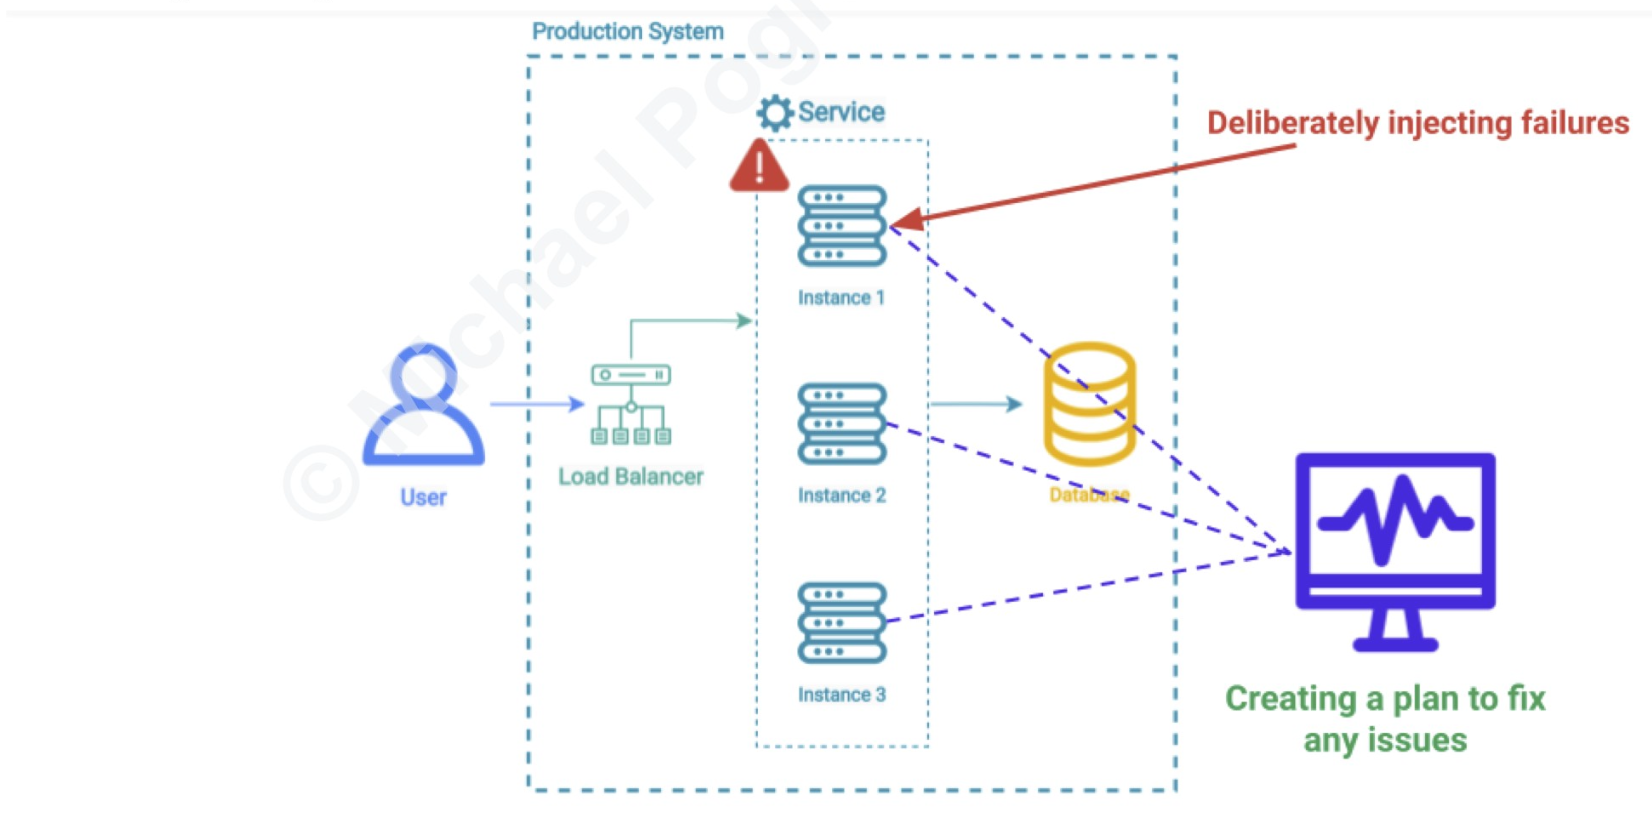 Production System
Service
Deliberately injecting failures
Instance 1
Load Balancer
User
Instance 2
Database
Instance 3
Creating a plan to fix
any issues
© Michael